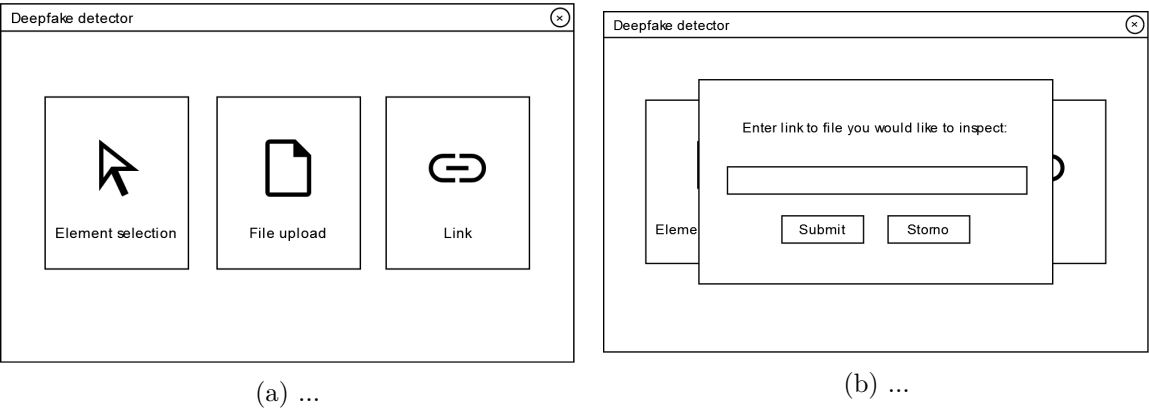 Deepfake detector
Element selection
File upload
Link
(a) ...
Deepfake detector
Enter link to file you would like to inspect:
Eleme
Submit
Storno
(b) ...